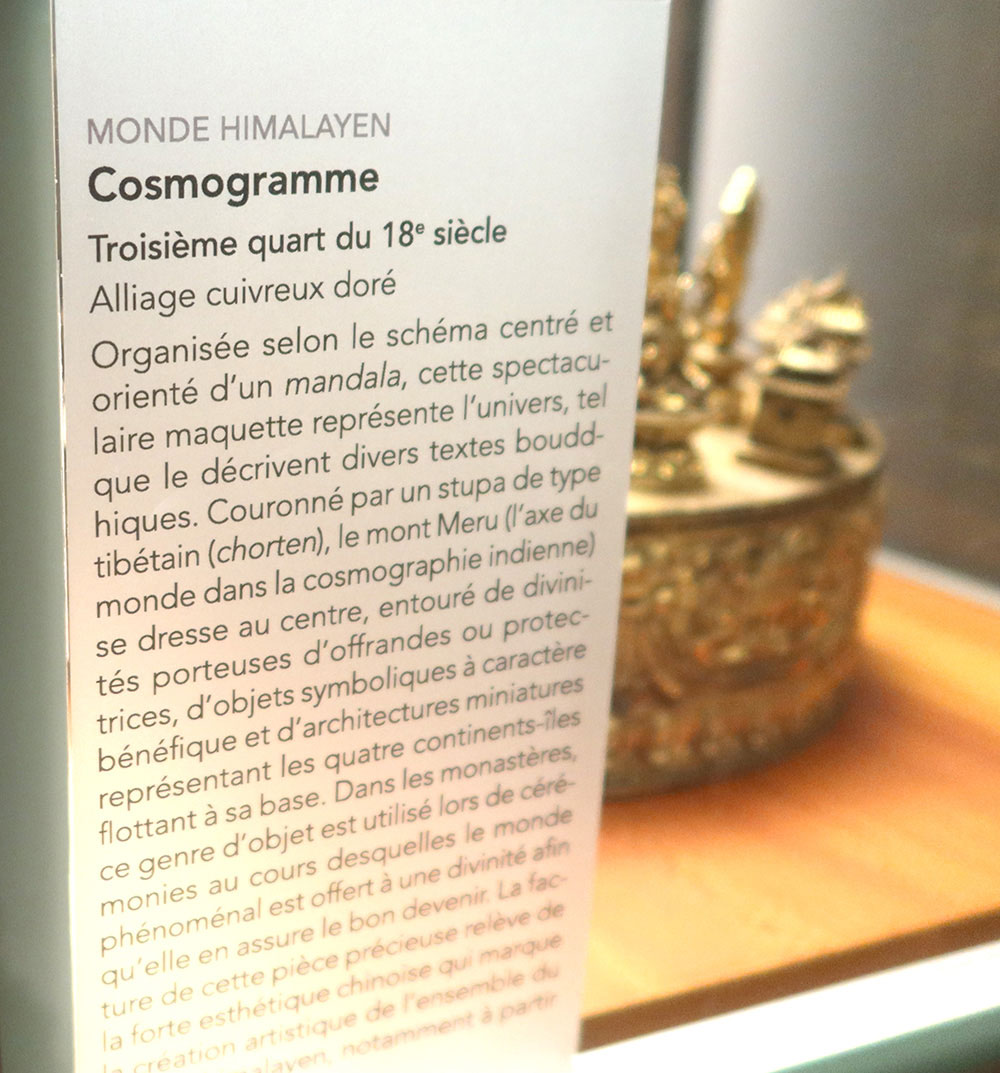 MONDE HIMALAYEN
Cosmogramme
Troisième quart du 18e siècle
Alliage cuivreux doré
Organisée selon le schéma centré et
orienté d'un mandala, cette spectacu-
laire maquette représente l'univers, tel
que le décrivent divers textes boudd-
hiques. Couronné par un stupa de type
tibétain (chorten), le mont Meru (l'axe du
monde dans la cosmographie indienne)
se dresse au centre, entouré de divini-
tés porteuses d'offrandes ou protec-
trices, d'objets symboliques à caractère
bénéfique et d'architectures miniatures
représentant les quatre continents-îles
flottant à sa base. Dans les monastères,
ce genre d'objet est utilisé lors de céré-
monies au cours desquelles le monde
phénoménal est offert à une divinité afin
qu'elle en assure le bon devenir. La fac-
ture de cette pièce précieuse relève de
la forte esthétique chinoise qui marque
la création artistique de l'ensemble du
notamment à partir